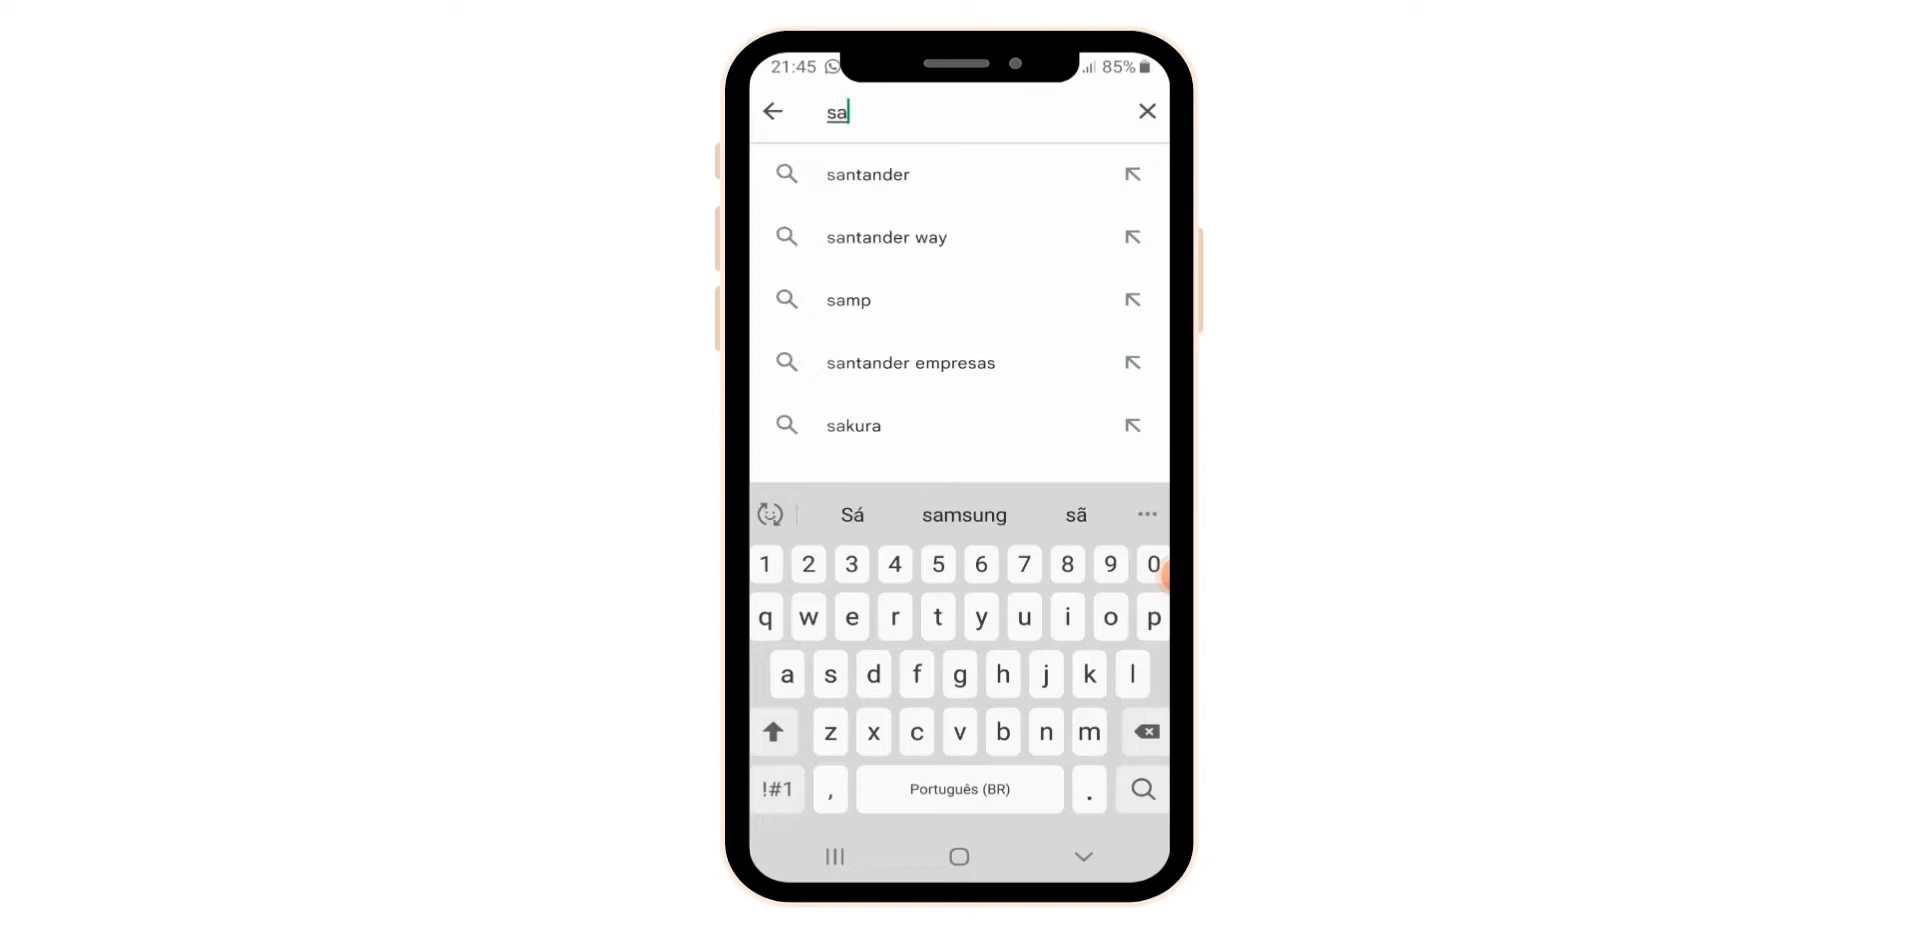 21:45 85%
sa
santander
santander way
samp
santander empresas
sakura
Sá samsung sã
1 2 3 4 5 6 7 8 9 0
q w e r t y u i o p
a s d f g h j k l
z x c v b n m
!#1 , Português (BR) .